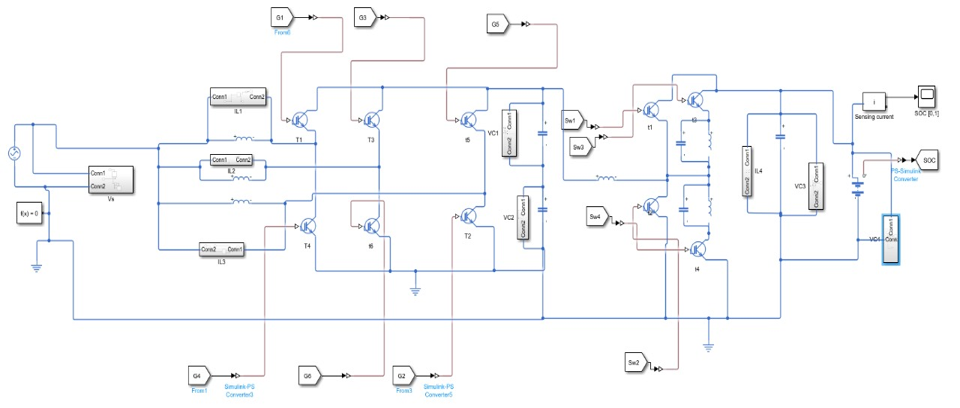 G1
From6
G3
G5
IL1
Conn1 Conn2
T1
T3
t5
VC1
Conn1
Conn2
Sw1
Sw3
t1
t3
Sensing current
SOC [0,1]
SOC
PS-Simulink
Converter
Conn1 Conn2
IL2
Conn1
Conn2
Vs
f(x) = 0
Conn1
IL4
Conn2
Conn1
VC3
Conn2
VC2
Conn1
Conn2
Sw4
T4
t6
T2
t4
Conn2 Conn1
IL3
Conn1
G4
From1
Simulink-PS
Converter3
G6
G2
From3
Simulink-PS
Converter5
Sw2